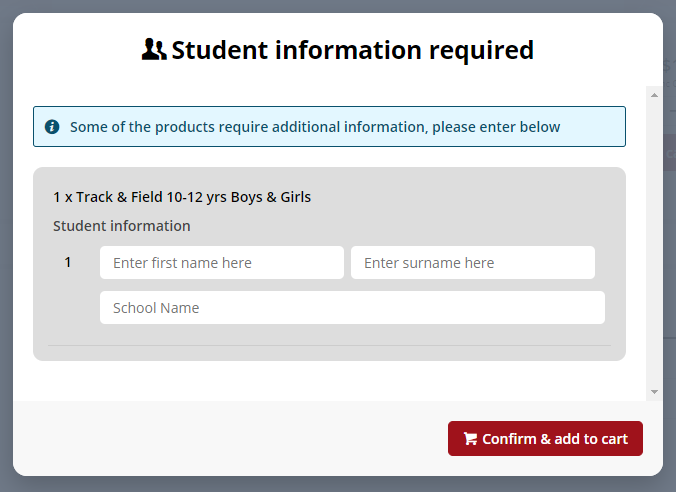 Student information required
Some of the products require additional information, please enter below
1 x Track & Field 10-12 yrs Boys & Girls
Student information
1
Enter first name here
Enter surname here
School Name
Confirm & add to cart